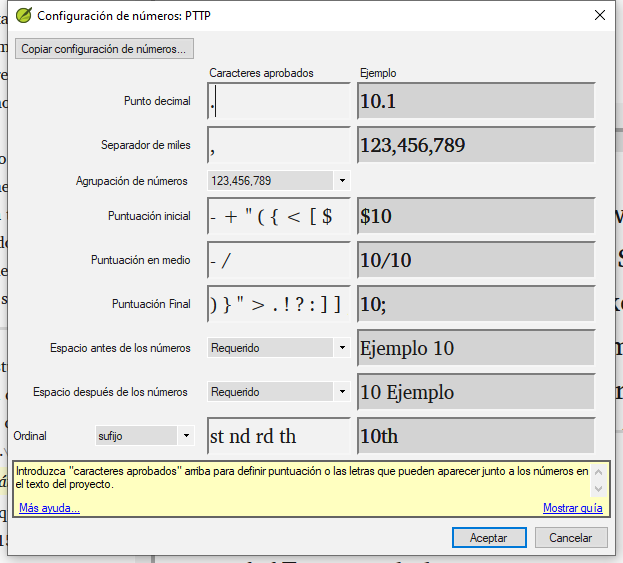 Configuración de números: PTTP
Copiar configuración de números...
Caracteres aprobados Ejemplo
Punto decimal . 10.1
Separador de miles , 123,456,789
Agrupación de números 123,456,789
Puntuación inicial - + " ( { < [ $ $10
Puntuación en medio - / 10/10
Puntuación Final ) } " > . ! ? : ] ] 10;
Espacio antes de los números Requerido Ejemplo 10
Espacio después de los números Requerido 10 Ejemplo
Ordinal sufijo st nd rd th 10th
Introduzca "caracteres aprobados" arriba para definir puntuación o las letras que pueden aparecer junto a los números en
el texto del proyecto.
Más ayuda... Mostrar guía
Aceptar Cancelar